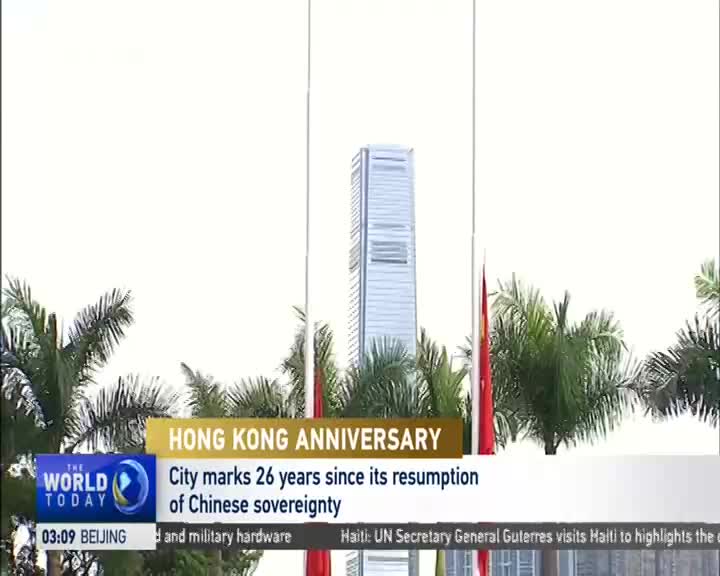 HONG KONG ANNIVERSARY
City marks 26 years since its resumption
of Chinese sovereignty
THE
WORLD
TODAY
03:09 BEIJING
d and military hardware Haiti: UN Secretary General Guterres visits Haiti to highlights the